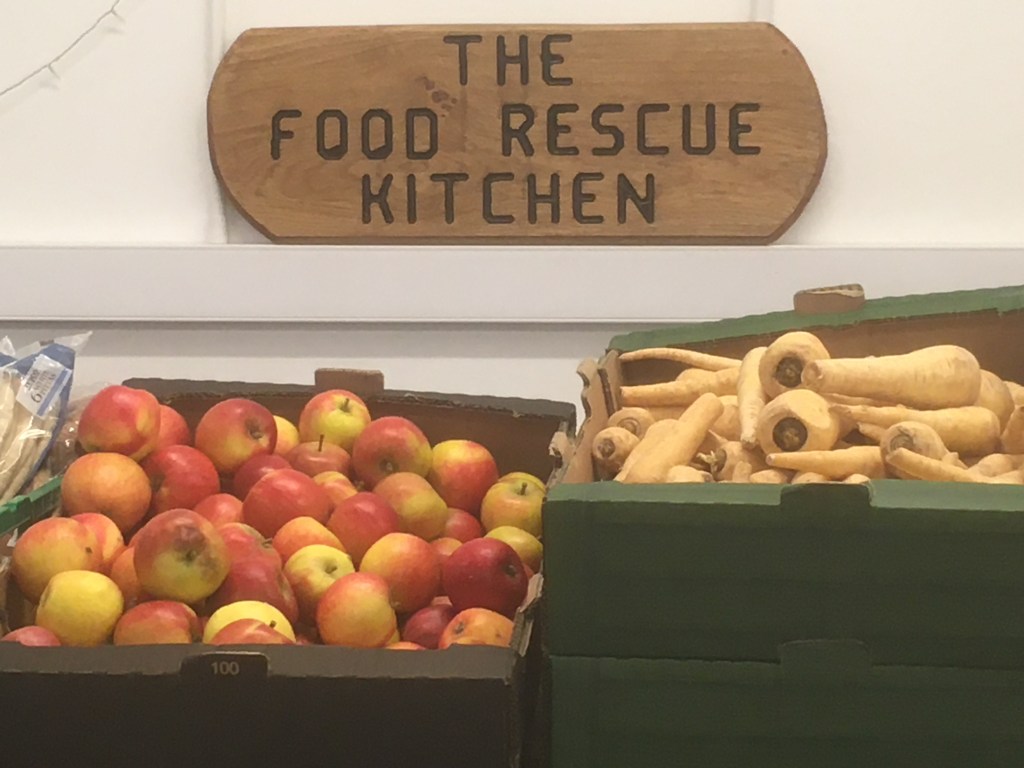 THE
FOOD RESCUE
KITCHEN
100